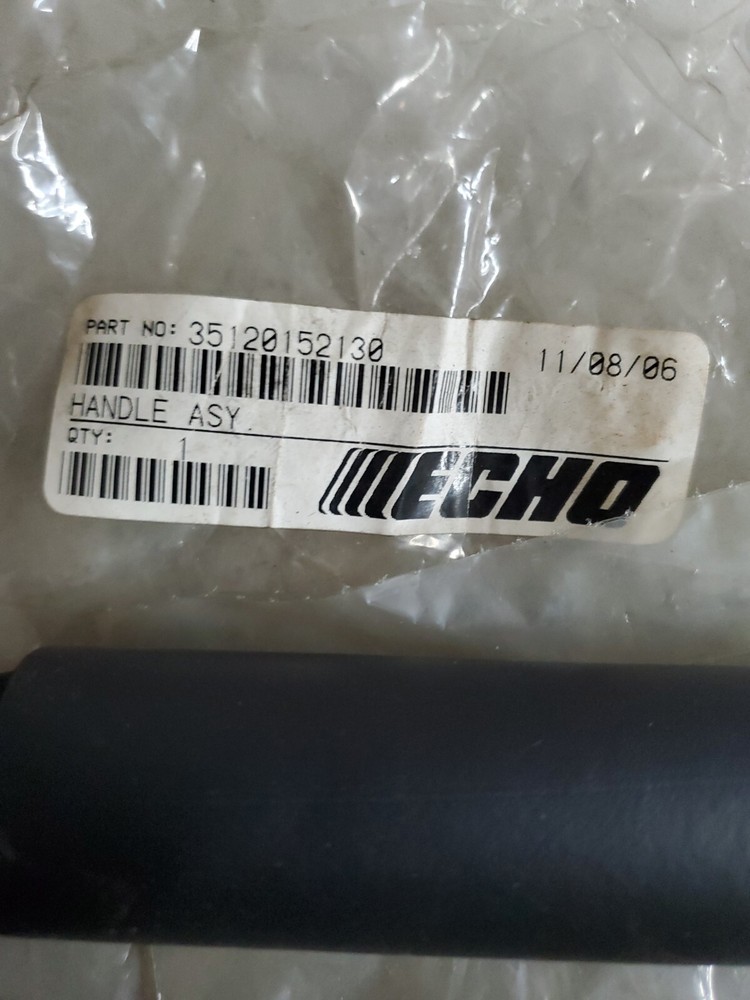 PART NO: 35120152130
11/08/06
HANDLE ASY.
QTY: 1
ECHO